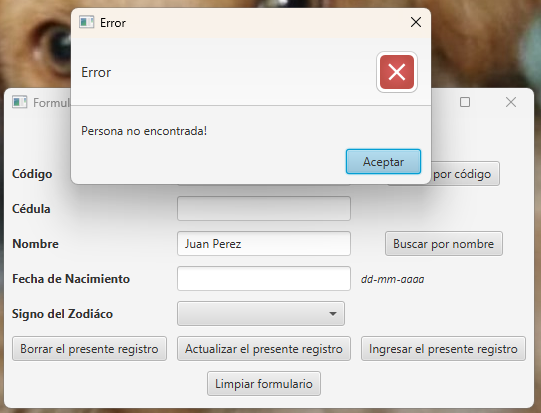 Error
Error
Persona no encontrada!
Aceptar
Formul
Código
por código
Cédula
Nombre
Juan Perez
Buscar por nombre
Fecha de Nacimiento
dd-mm-aaaa
Signo del Zodiáco
Borrar el presente registro
Actualizar el presente registro
Ingresar el presente registro
Limpiar formulario